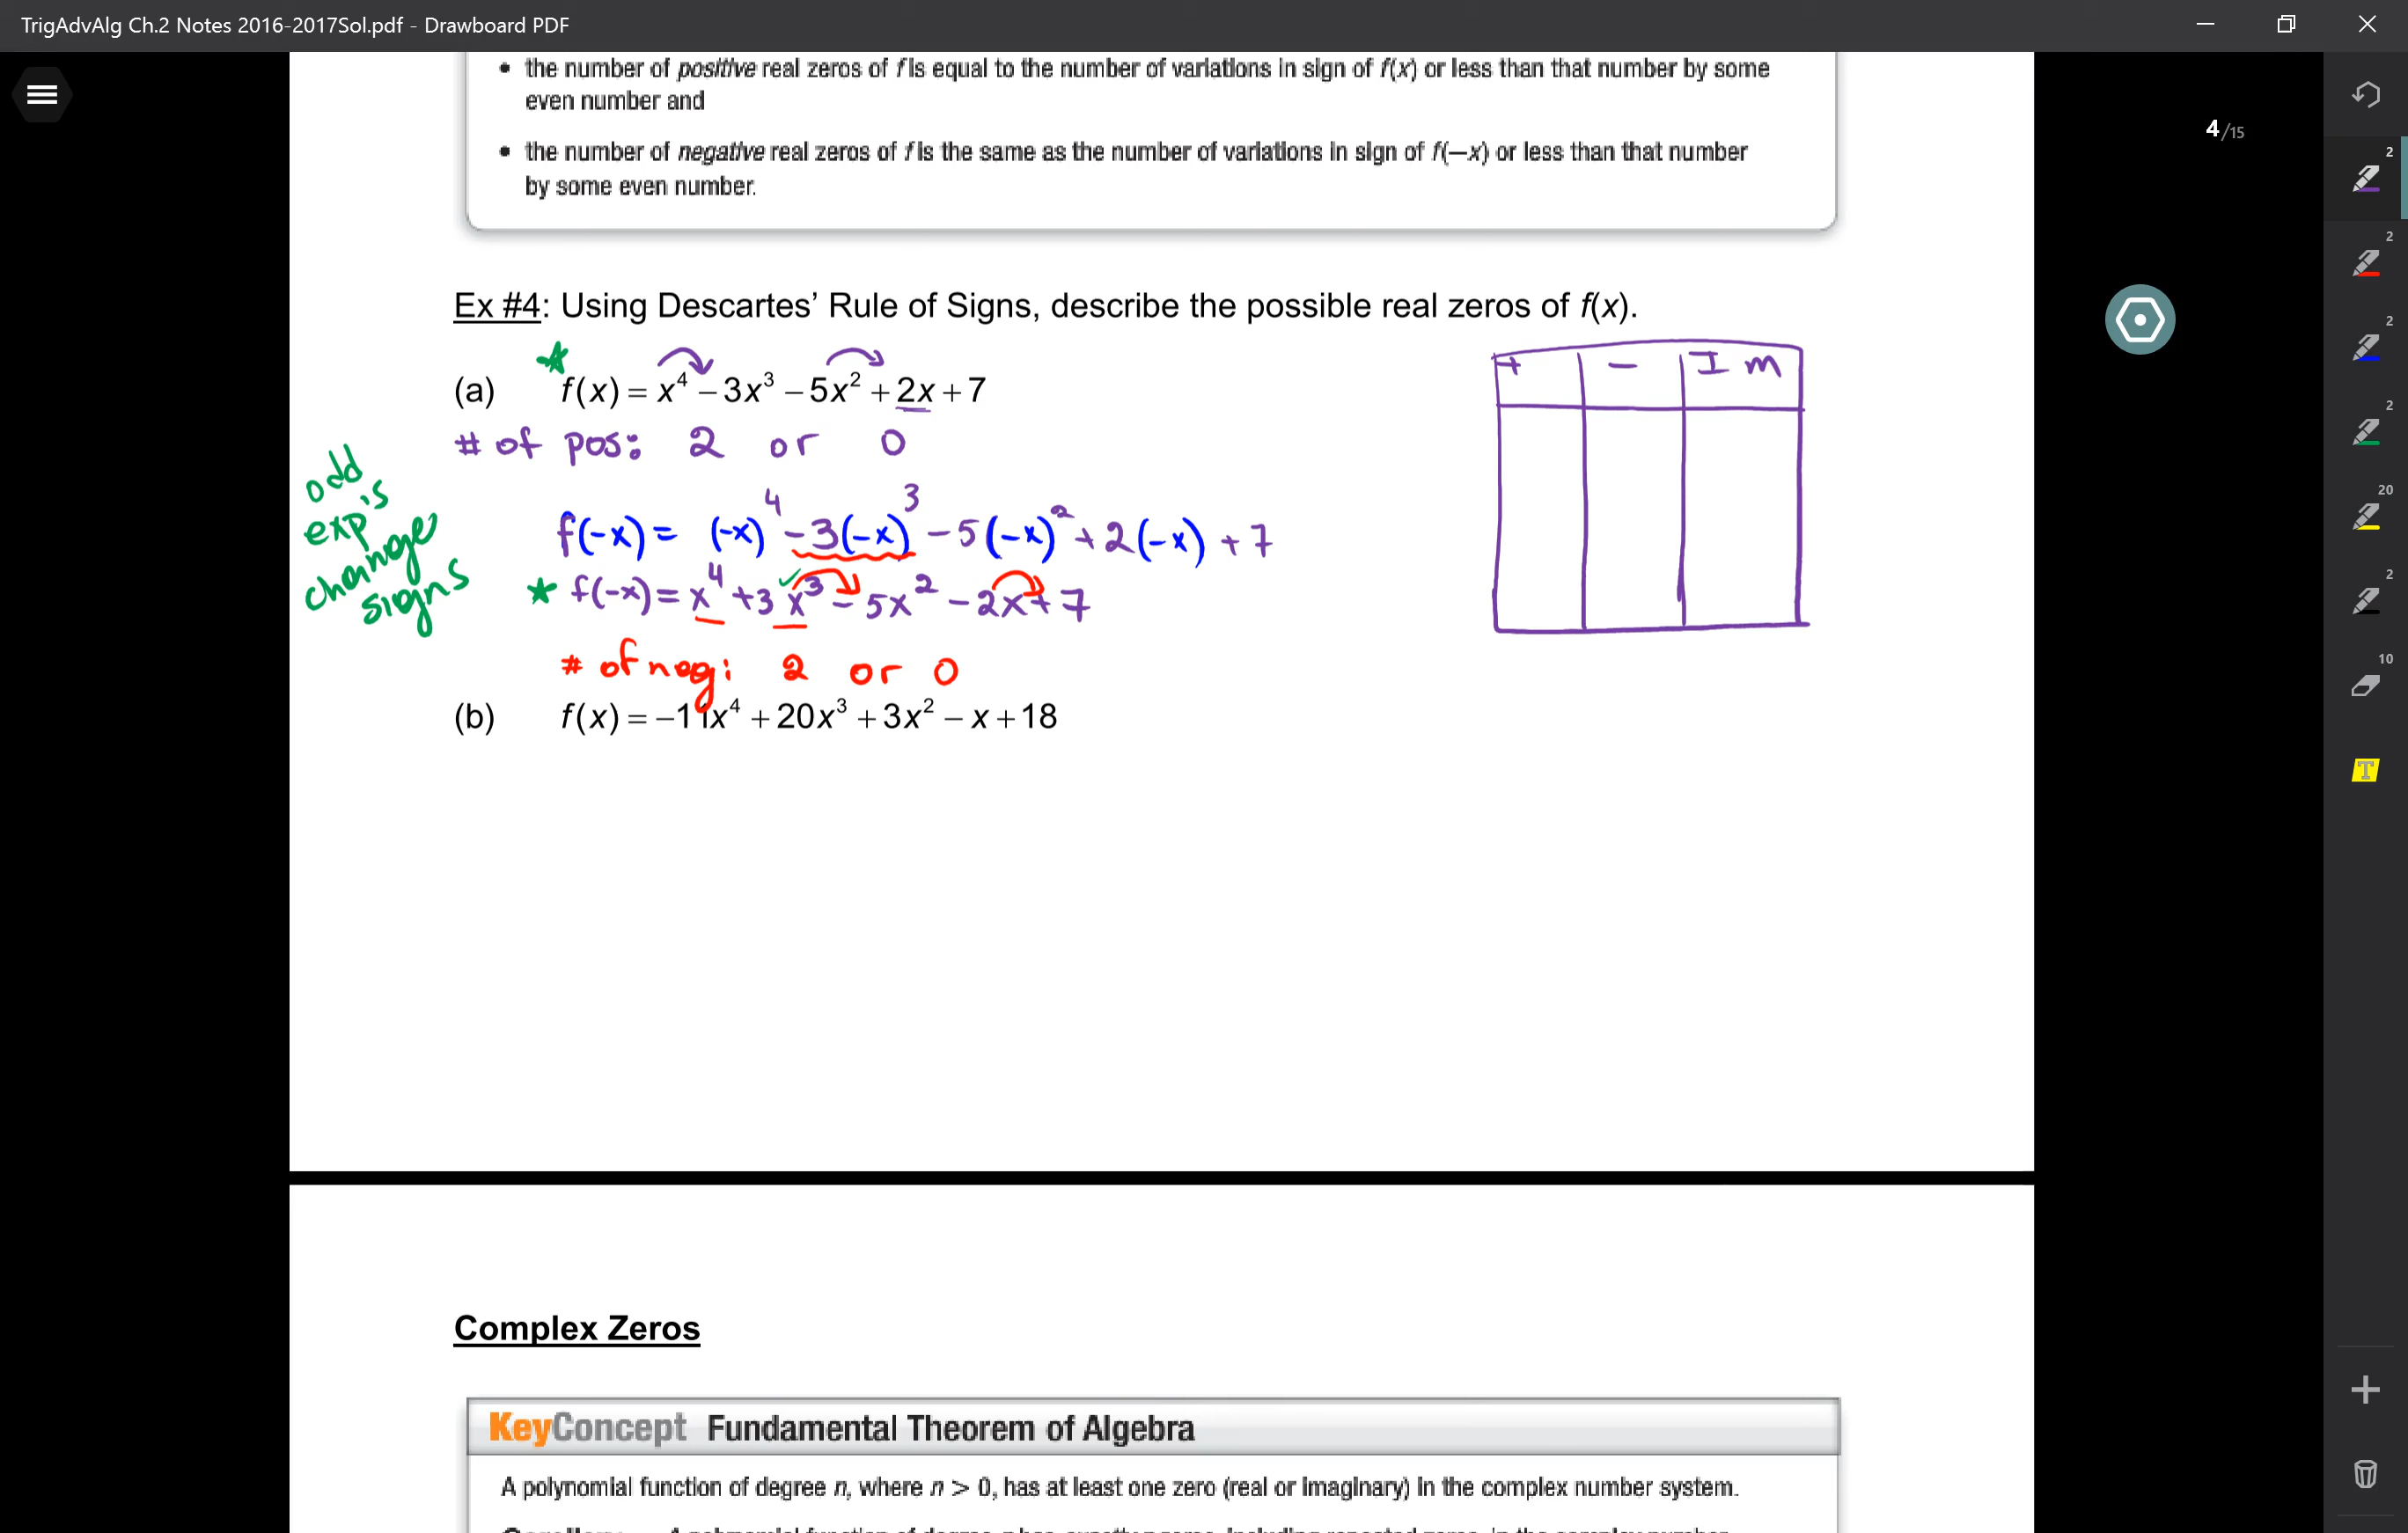 TrigAdvAlg Ch.2 Notes 2016-2017Sol.pdf - Drawboard PDF
• the number of positive real zeros of f is equal to the number of variations in sign of f(x) or less than that number by some
even number and
4/15
• the number of negative real zeros of f is the same as the number of variations in sign of f(−x) or less than that number
by some even number.
Ex #4: Using Descartes' Rule of Signs, describe the possible real zeros of f(x).
+ − Im
(a) f(x) = x⁴ − 3x³ − 5x² + 2x + 7
# of pos: 2 or 0
odd
exp's
change
signs
f(-x) = (-x)⁴ - 3(-x)³ - 5(-x)² + 2(-x) + 7
f(-x) = x⁴ + 3x³ - 5x² - 2x + 7
# of neg: 2 or 0
(b) f(x) = −11x⁴ + 20x³ + 3x² − x + 18
Complex Zeros
KeyConcept Fundamental Theorem of Algebra
A polynomial function of degree n, where n > 0, has at least one zero (real or imaginary) in the complex number system.
2
2
2
2
20
2
10
T